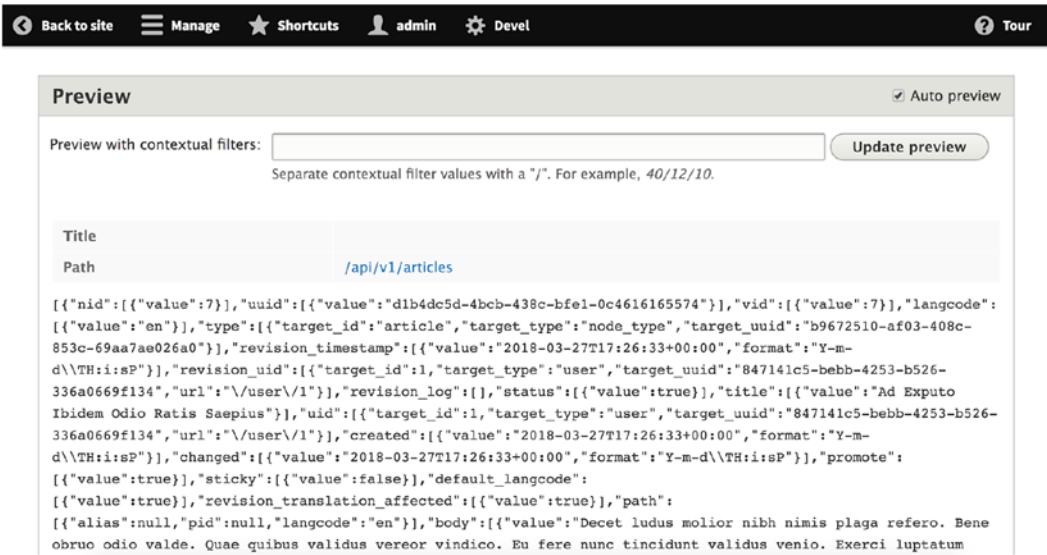 Back to site Manage Shortcuts admin Devel Tour
Preview Auto preview
Preview with contextual filters: Update preview
Separate contextual filter values with a "/". For example, 40/12/10.
Title
Path /api/v1/articles
[{"nid":[{"value":7}],"uuid":[{"value":"d1b4dc5d-4bcb-438c-bfe1-0c4616165574"}],"vid":[{"value":7}],"langcode":
[{"value":"en"}],"type":[{"target_id":"article","target_type":"node_type","target_uuid":"b9672510-af03-408c-
853c-69aa7ae026a0"}],"revision_timestamp":[{"value":"2018-03-27T17:26:33+00:00","format":"Y-m-
d\\TH:i:sP"}],"revision_uid":[{"target_id":1,"target_type":"user","target_uuid":"847141c5-bebb-4253-b526-
336a0669f134","url":"\/user\/1"}],"revision_log":[],"status":[{"value":true}],"title":[{"value":"Ad Exputo
Ibidem Odio Ratis Saepius"}],"uid":[{"target_id":1,"target_type":"user","target_uuid":"847141c5-bebb-4253-b526-
336a0669f134","url":"\/user\/1"}],"created":[{"value":"2018-03-27T17:26:33+00:00","format":"Y-m-
d\\TH:i:sP"}],"changed":[{"value":"2018-03-27T17:26:33+00:00","format":"Y-m-d\\TH:i:sP"}],"promote":
[{"value":true}],"sticky":[{"value":false}],"default_langcode":
[{"value":true}],"revision_translation_affected":[{"value":true}],"path":
[{"alias":null,"pid":null,"langcode":"en"}],"body":[{"value":"Decet ludus molior nibh nimis plaga refero. Bene
obruo odio valde. Quae quibus validus vereor vindico. Eu fere nunc tincidunt validus venio. Exerci luptatum